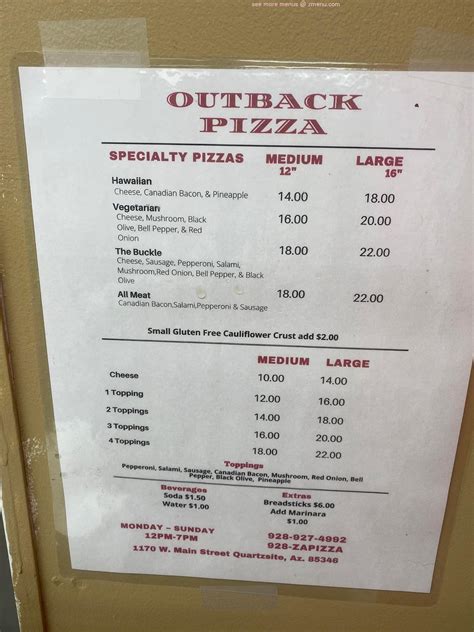 see more menus @ zmenu.com
OUTBACK
PIZZA
SPECIALTY PIZZAS MEDIUM LARGE
12" 16"
Hawaiian
Cheese, Canadian Bacon, & Pineapple 14.00 18.00
Vegetarian
Cheese, Mushroom, Black 16.00 20.00
Olive, Bell Pepper, & Red
Onion
The Buckle 18.00 22.00
Cheese, Sausage, Pepperoni, Salami,
Mushroom,Red Onion, Bell Pepper, & Black
Olive
All Meat 18.00 22.00
Canadian Bacon,Salami,Pepperoni & Sausage
Small Gluten Free Cauliflower Crust add $2.00
MEDIUM LARGE
Cheese 10.00 14.00
1 Topping 12.00 16.00
2 Toppings 14.00 18.00
3 Toppings 16.00 20.00
4 Toppings 18.00 22.00
Toppings
Pepperoni, Salami, Sausage, Canadian Bacon, Mushroom, Red Onion, Bell
Pepper, Black Olive, Pineapple
Beverages Extras
Soda $1.50 Breadsticks $6.00
Water $1.00 Add Marinara
$1.00
MONDAY – SUNDAY 928-927-4992
12PM-7PM 928-ZAPIZZA
1170 W. Main Street Quartzsite, Az. 85346